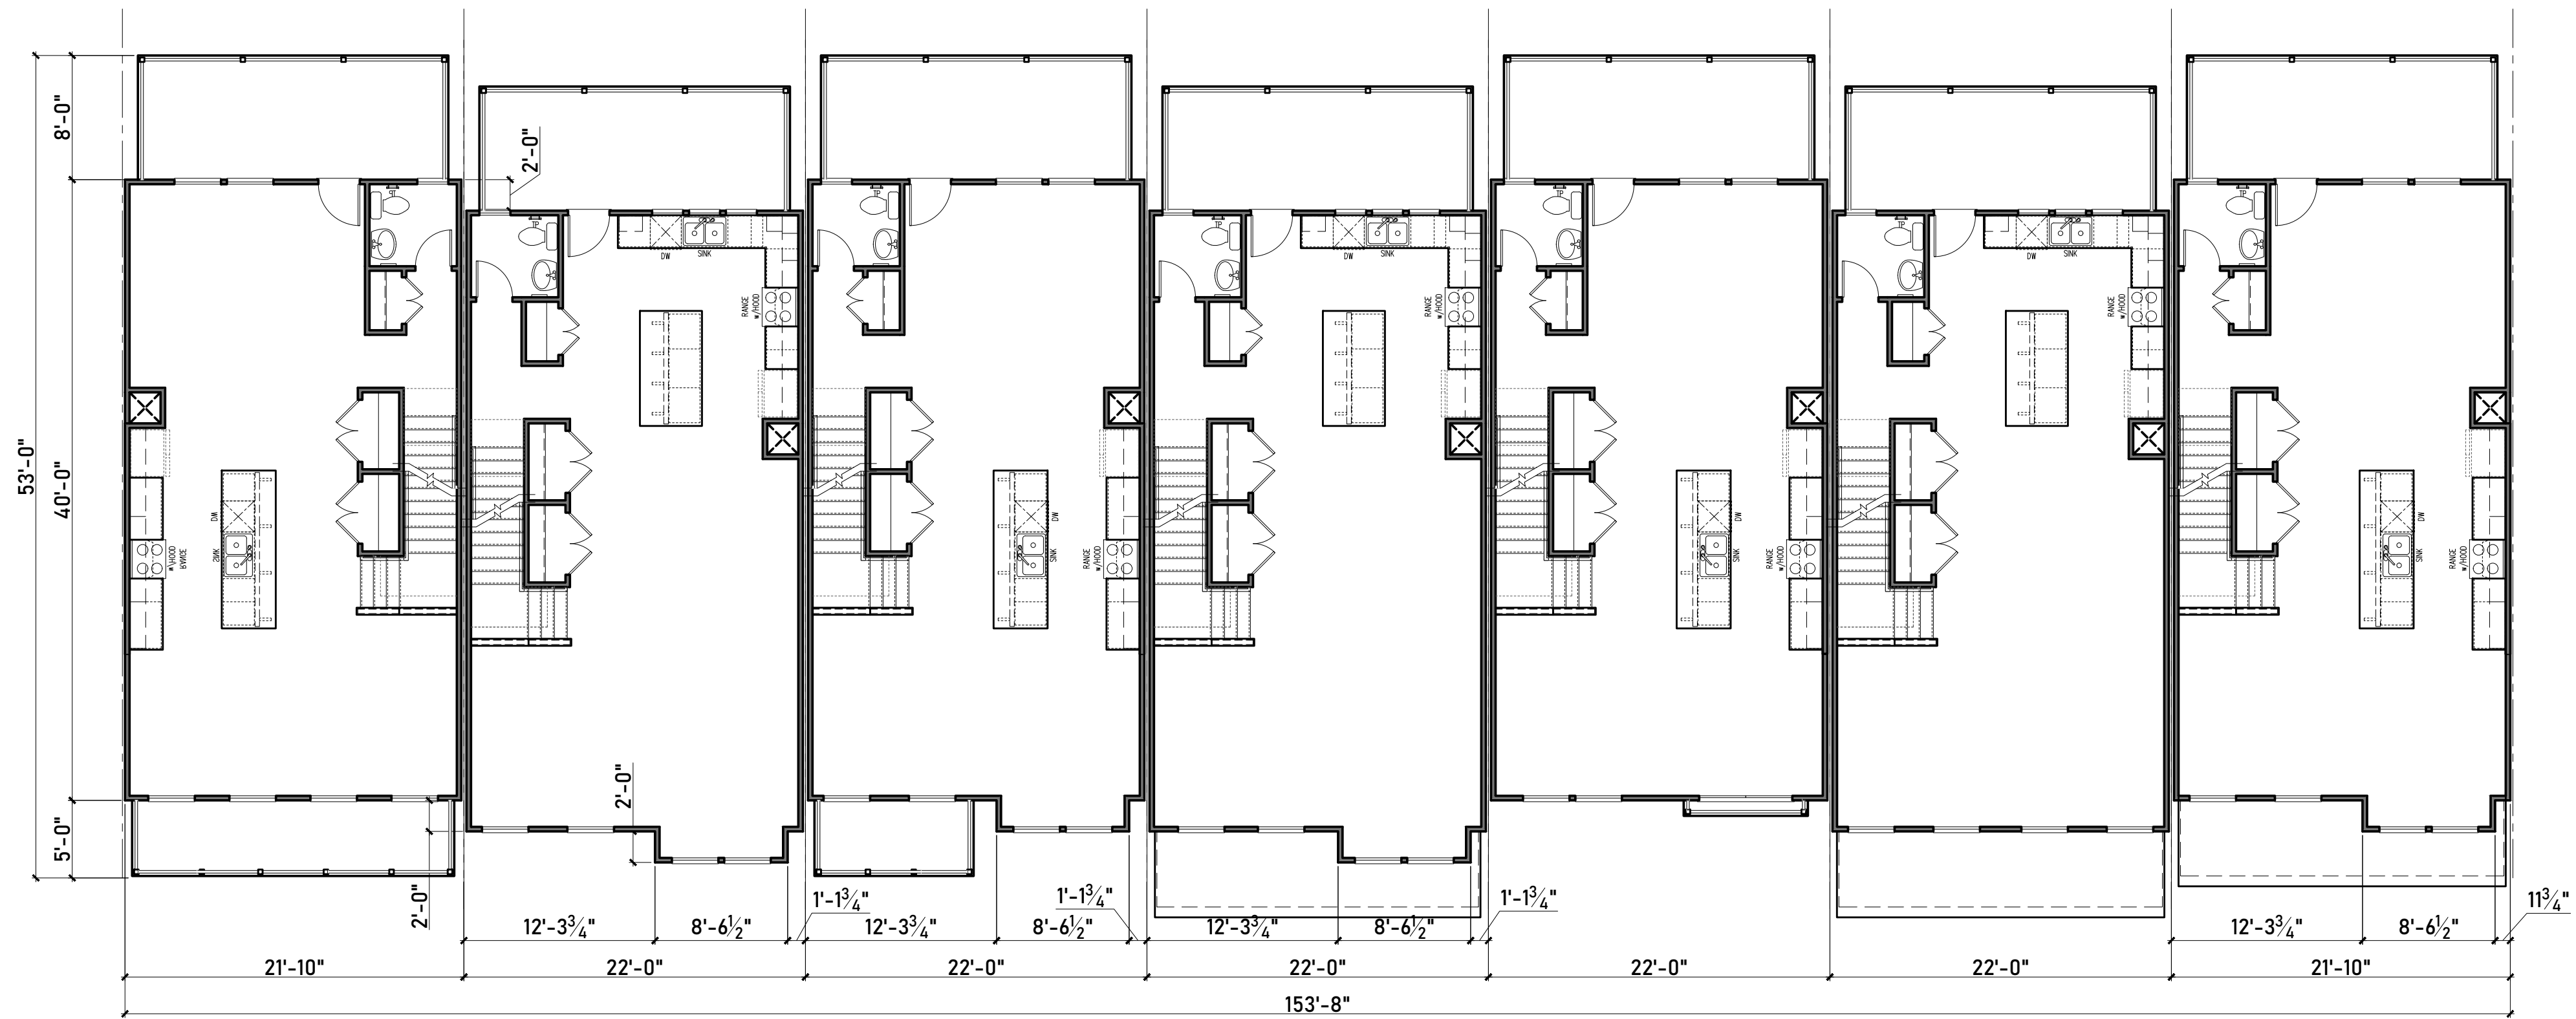 8'-0"
53'-0"
40'-0"
5'-0"
2'-0"
2'-0"
2'-0"
TP
TP
TP
TP
TP
TP
TP
DW
SINK
RANGE
w/HOOD
DW
SINK
RANGE
w/HOOD
DW
SINK
RANGE
w/HOOD
DW
SINK
w/HOOD
RANGE
DW
SINK
RANGE
w/HOOD
DW
SINK
RANGE
w/HOOD
DW
SINK
RANGE
w/HOOD
1'-1¾"
1'-1¾"
1'-1¾"
11¾"
12'-3¾"
8'-6½"
12'-3¾"
8'-6½"
12'-3¾"
8'-6½"
12'-3¾"
8'-6½"
21'-10"
22'-0"
22'-0"
22'-0"
22'-0"
22'-0"
21'-10"
153'-8"